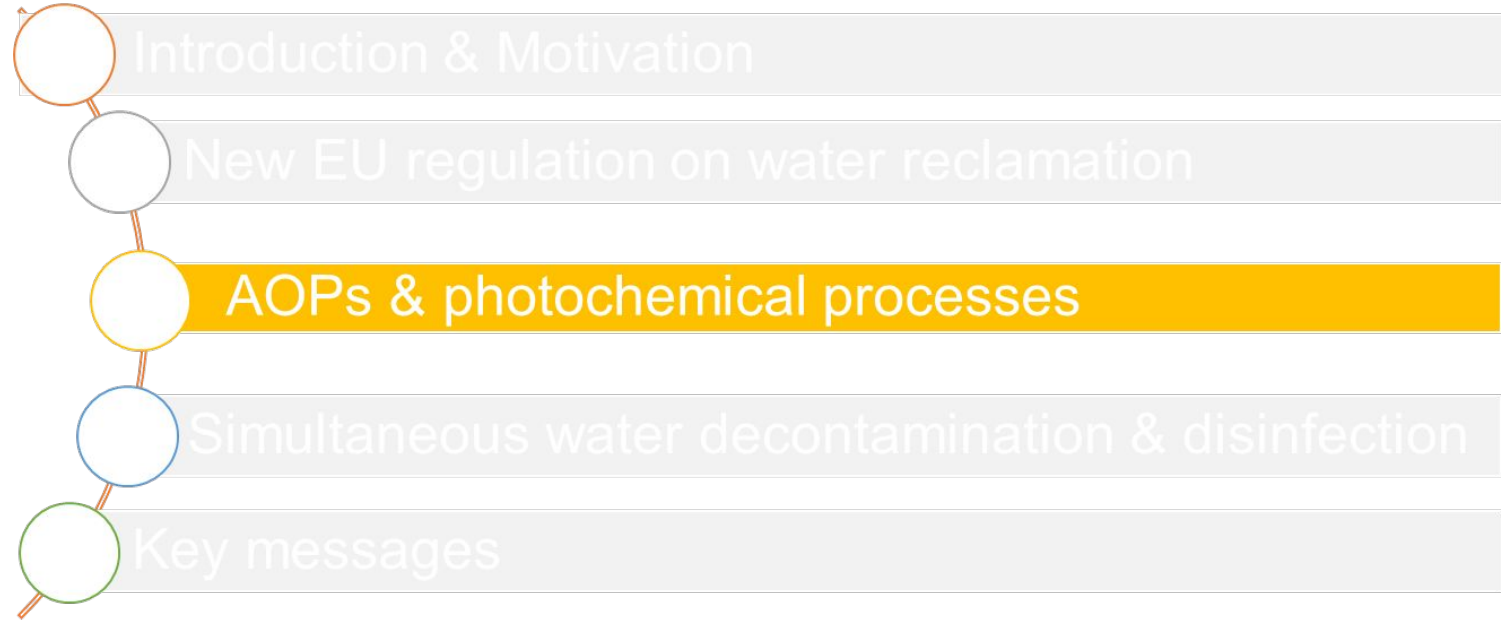 Introduction & Motivation
New EU regulation on water reclamation
AOPs & photochemical processes
Simultaneous water decontamination & disinfection
Key messages